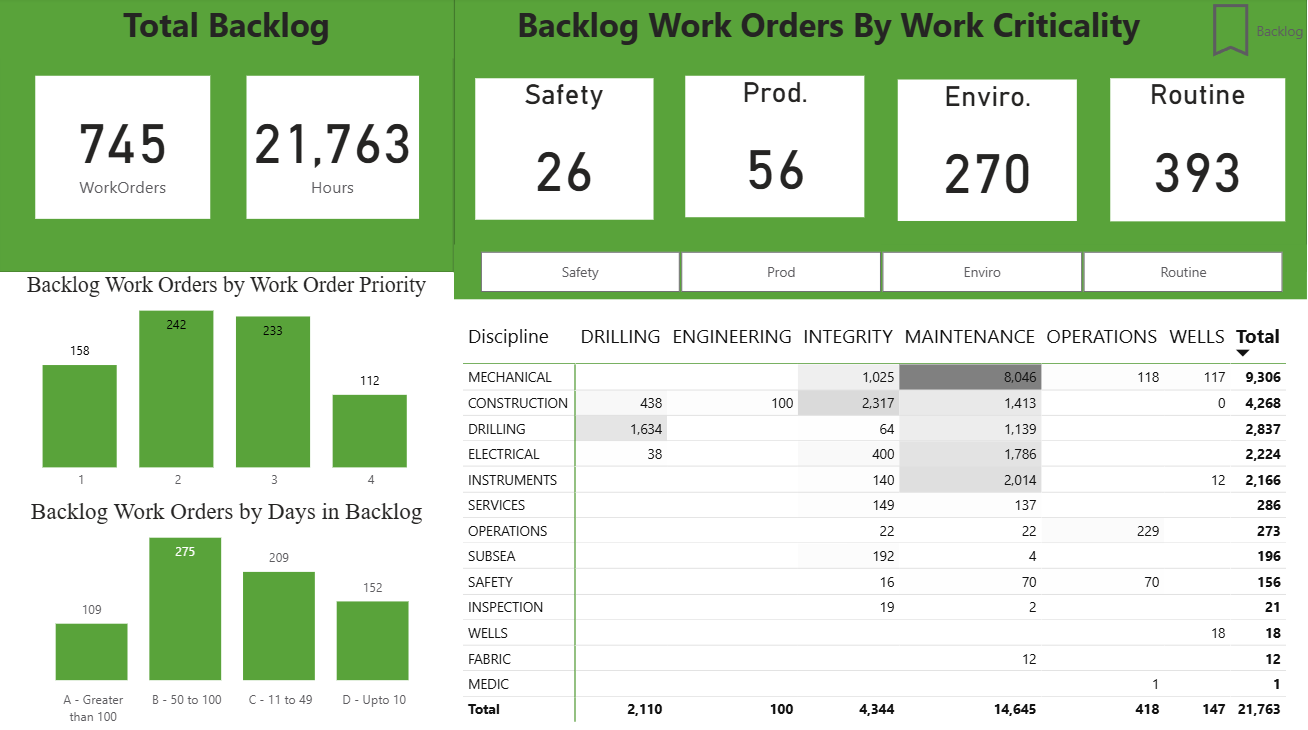 Total Backlog
745
WorkOrders
21,763
Hours
Backlog Work Orders By Work Criticality
Backlog
Safety
26
Prod.
56
Enviro.
270
Routine
393
Safety Prod Enviro Routine
Backlog Work Orders by Work Order Priority
158 242 233 112
1 2 3 4
Backlog Work Orders by Days in Backlog
109 275 209 152
A - Greater
than 100
B - 50 to 100
C - 11 to 49
D - Upto 10
Discipline DRILLING ENGINEERING INTEGRITY MAINTENANCE OPERATIONS WELLS Total
MECHANICAL 1,025 8,046 118 117 9,306
CONSTRUCTION 438 100 2,317 1,413 0 4,268
DRILLING 1,634 64 1,139 2,837
ELECTRICAL 38 400 1,786 2,224
INSTRUMENTS 140 2,014 12 2,166
SERVICES 149 137 286
OPERATIONS 22 22 229 273
SUBSEA 192 4 196
SAFETY 16 70 70 156
INSPECTION 19 2 21
WELLS 18 18
FABRIC 12 12
MEDIC 1 1
Total 2,110 100 4,344 14,645 418 147 21,763